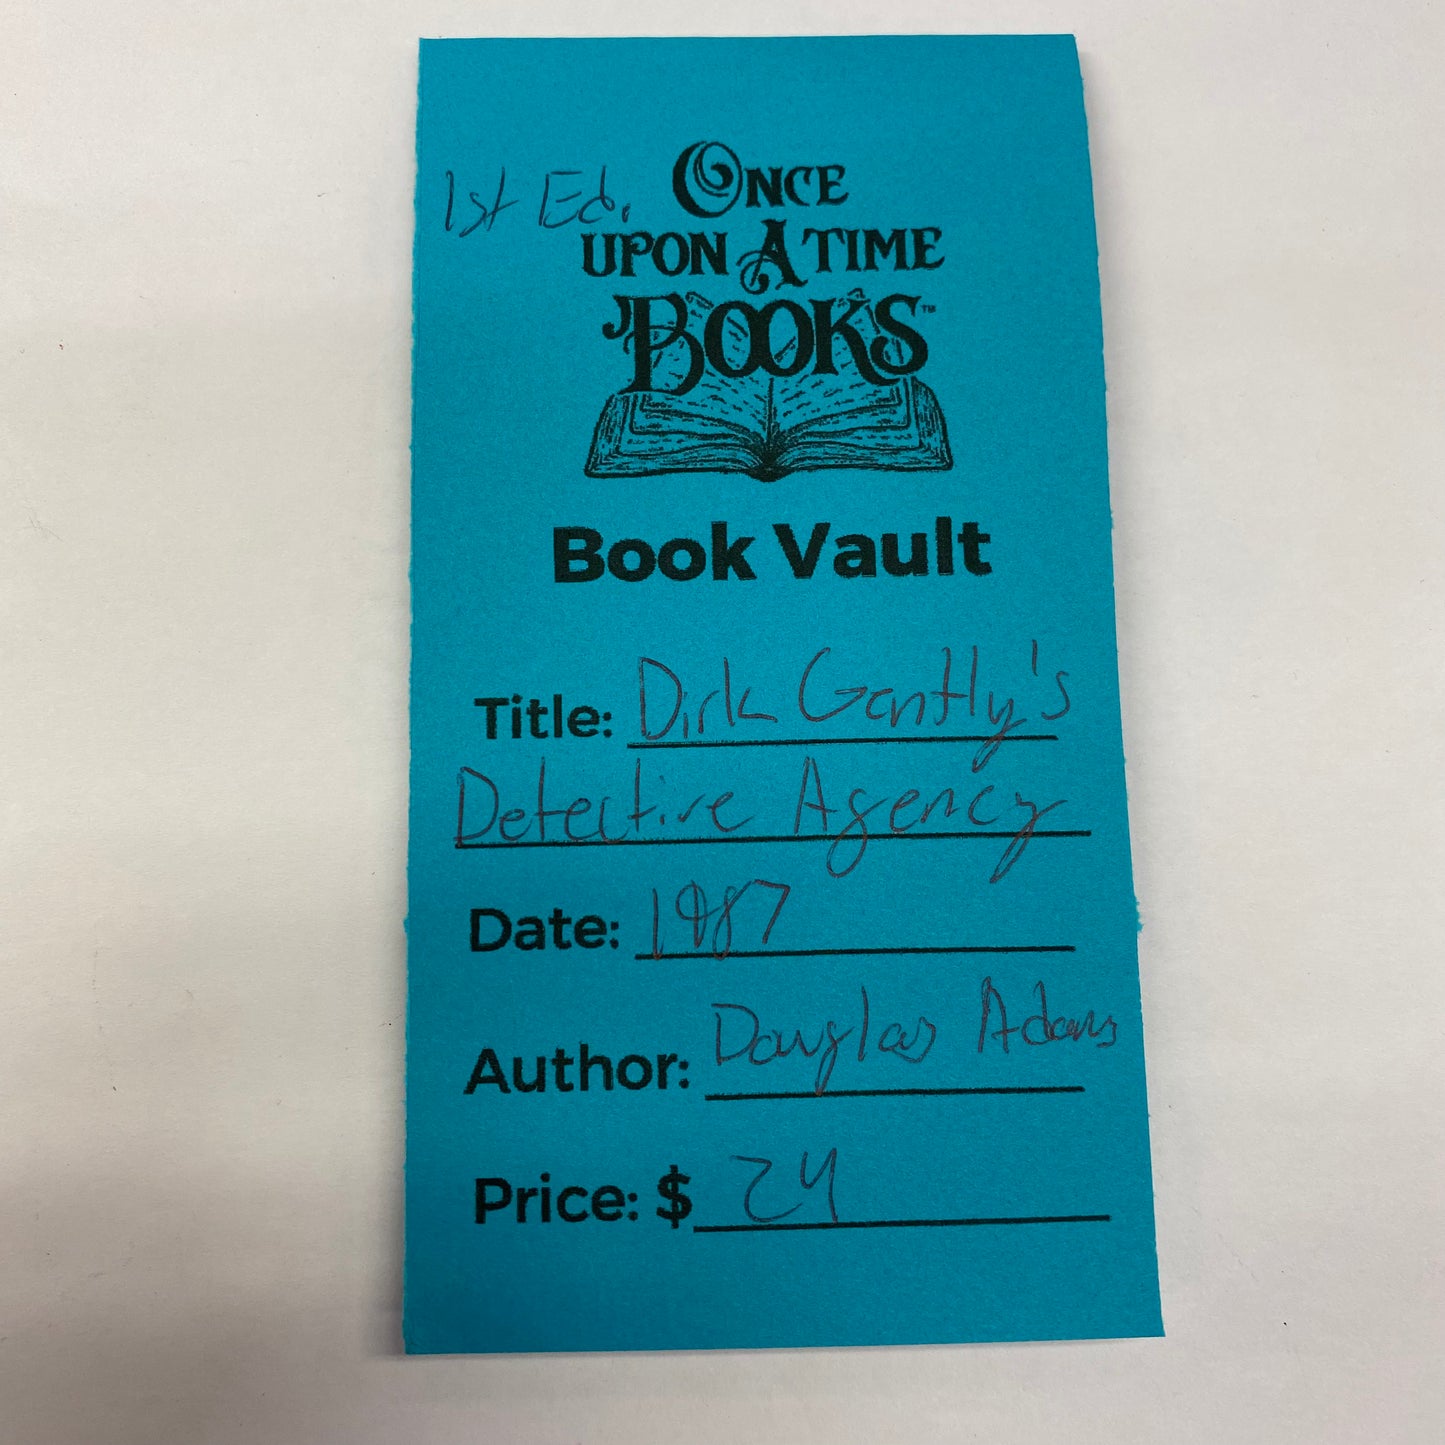 1st Ed.
ONCE
UPON A TIME
BOOKS™
Book Vault
Title: Dirk Gently's
Detective Agency
Date: 1987
Author: Douglas Adams
Price: $ 24